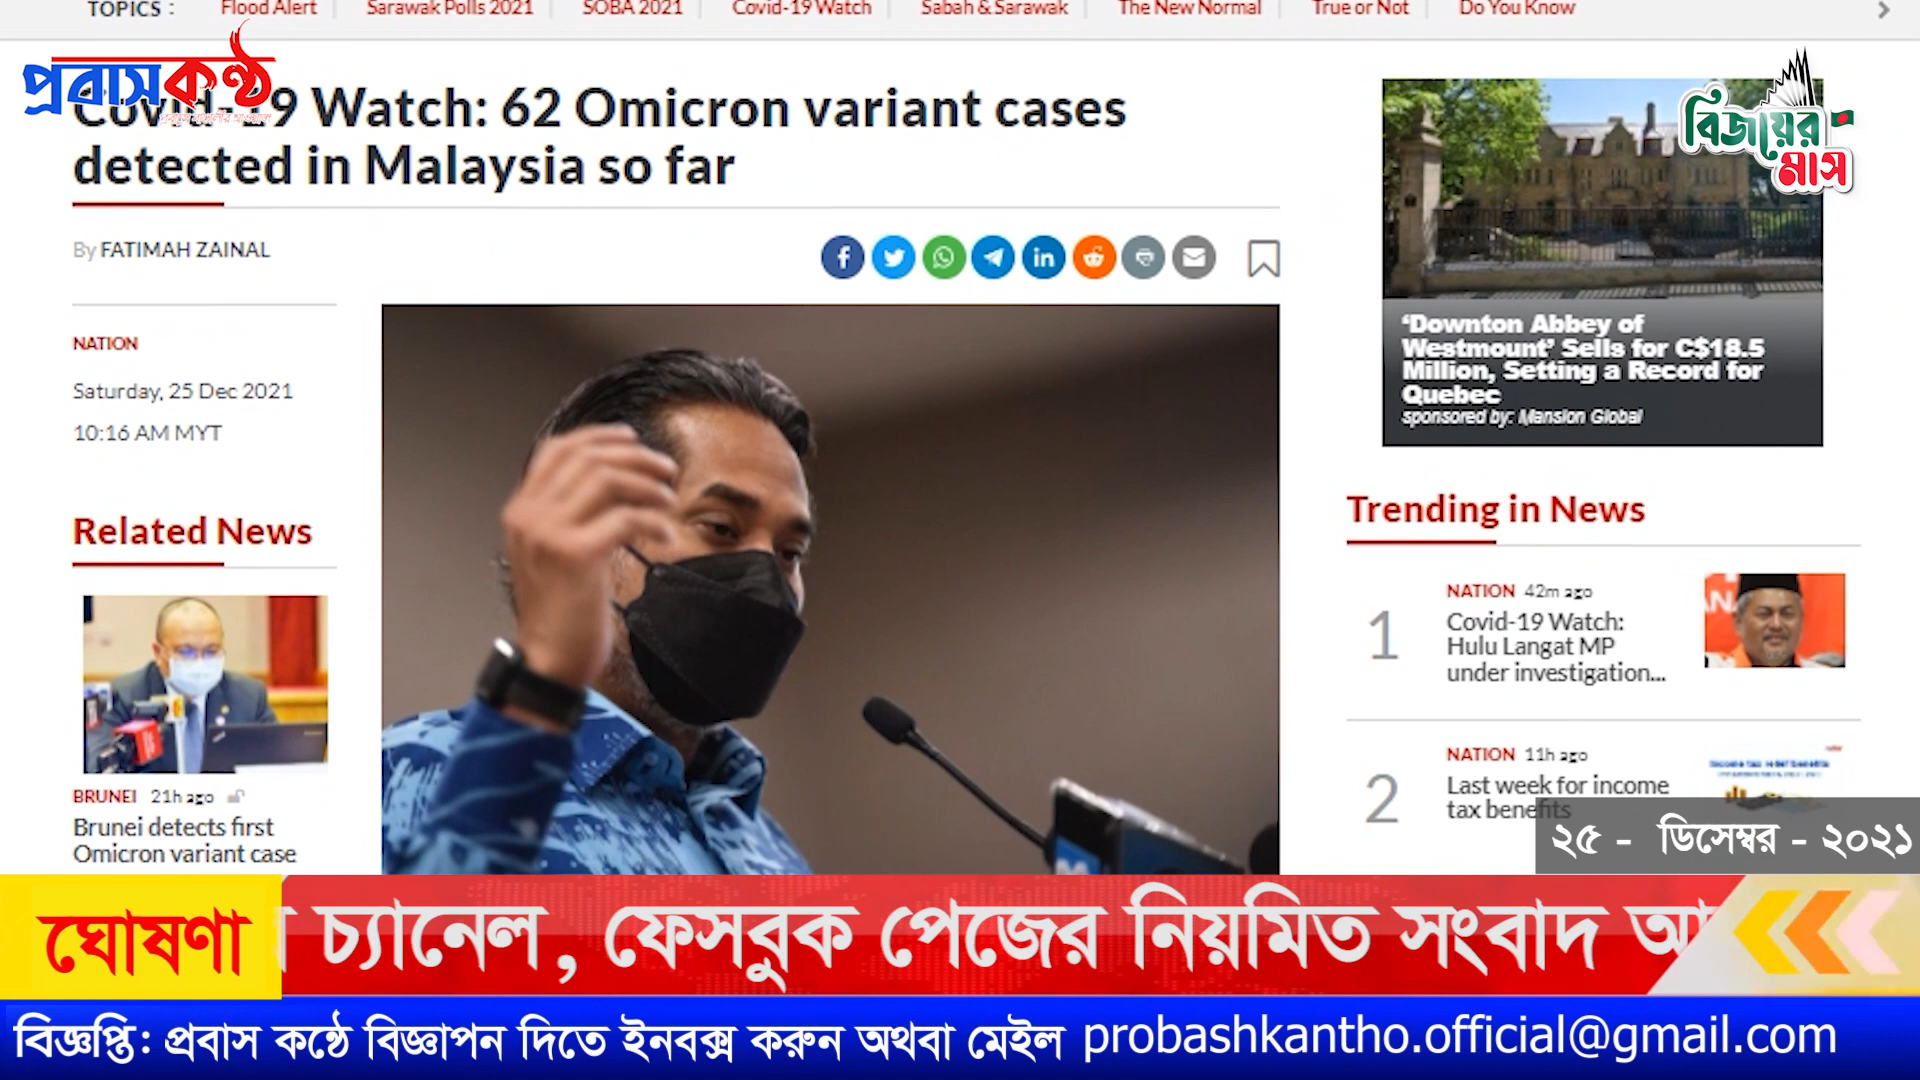 TOPICS :
Flood Alert
Sarawak Polls 2021
SOBA 2021
Covid-19 Watch
Sabah & Sarawak
The New Normal
True or Not
Do You Know
প্রবাস কণ্ঠ
Covid-19 Watch: 62 Omicron variant cases
detected in Malaysia so far
By FATIMAH ZAINAL
NATION
Saturday, 25 Dec 2021
10:16 AM MYT
Related News
BRUNEI 21h ago
Brunei detects first
Omicron variant case
বিজয়ের
মাস
‘Downton Abbey of
Westmount’ Sells for C$18.5
Million, Setting a Record for
Quebec
sponsored by: Mansion Global
Trending in News
1
NATION 42m ago
Covid-19 Watch:
Hulu Langat MP
under investigation...
2
NATION 11h ago
Last week for income
tax benefits
২৫ - ডিসেম্বর - ২০২১
ঘোষণা
চ্যানেল, ফেসবুক পেজের নিয়মিত সংবাদ
বিজ্ঞপ্তি: প্রবাস কন্ঠে বিজ্ঞাপন দিতে ইনবক্স করুন অথবা মেইল probashkantho.official@gmail.com